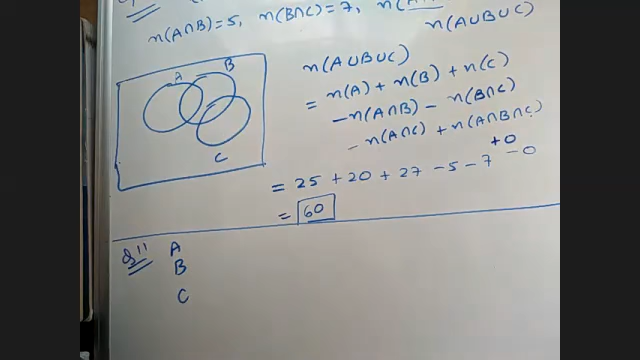 n(A∩B)=5, n(B∩C)=7, n(A
n(A∪B∪C)
A B
C
n(A∪B∪C)
= n(A) + n(B) + n(C)
-n(A∩B) - n(B∩C)
- n(A∩C) + n(A∩B∩C)
= 25 + 20 + 27 - 5 - 7 +0 -0
= 60
Q11 A
B
C